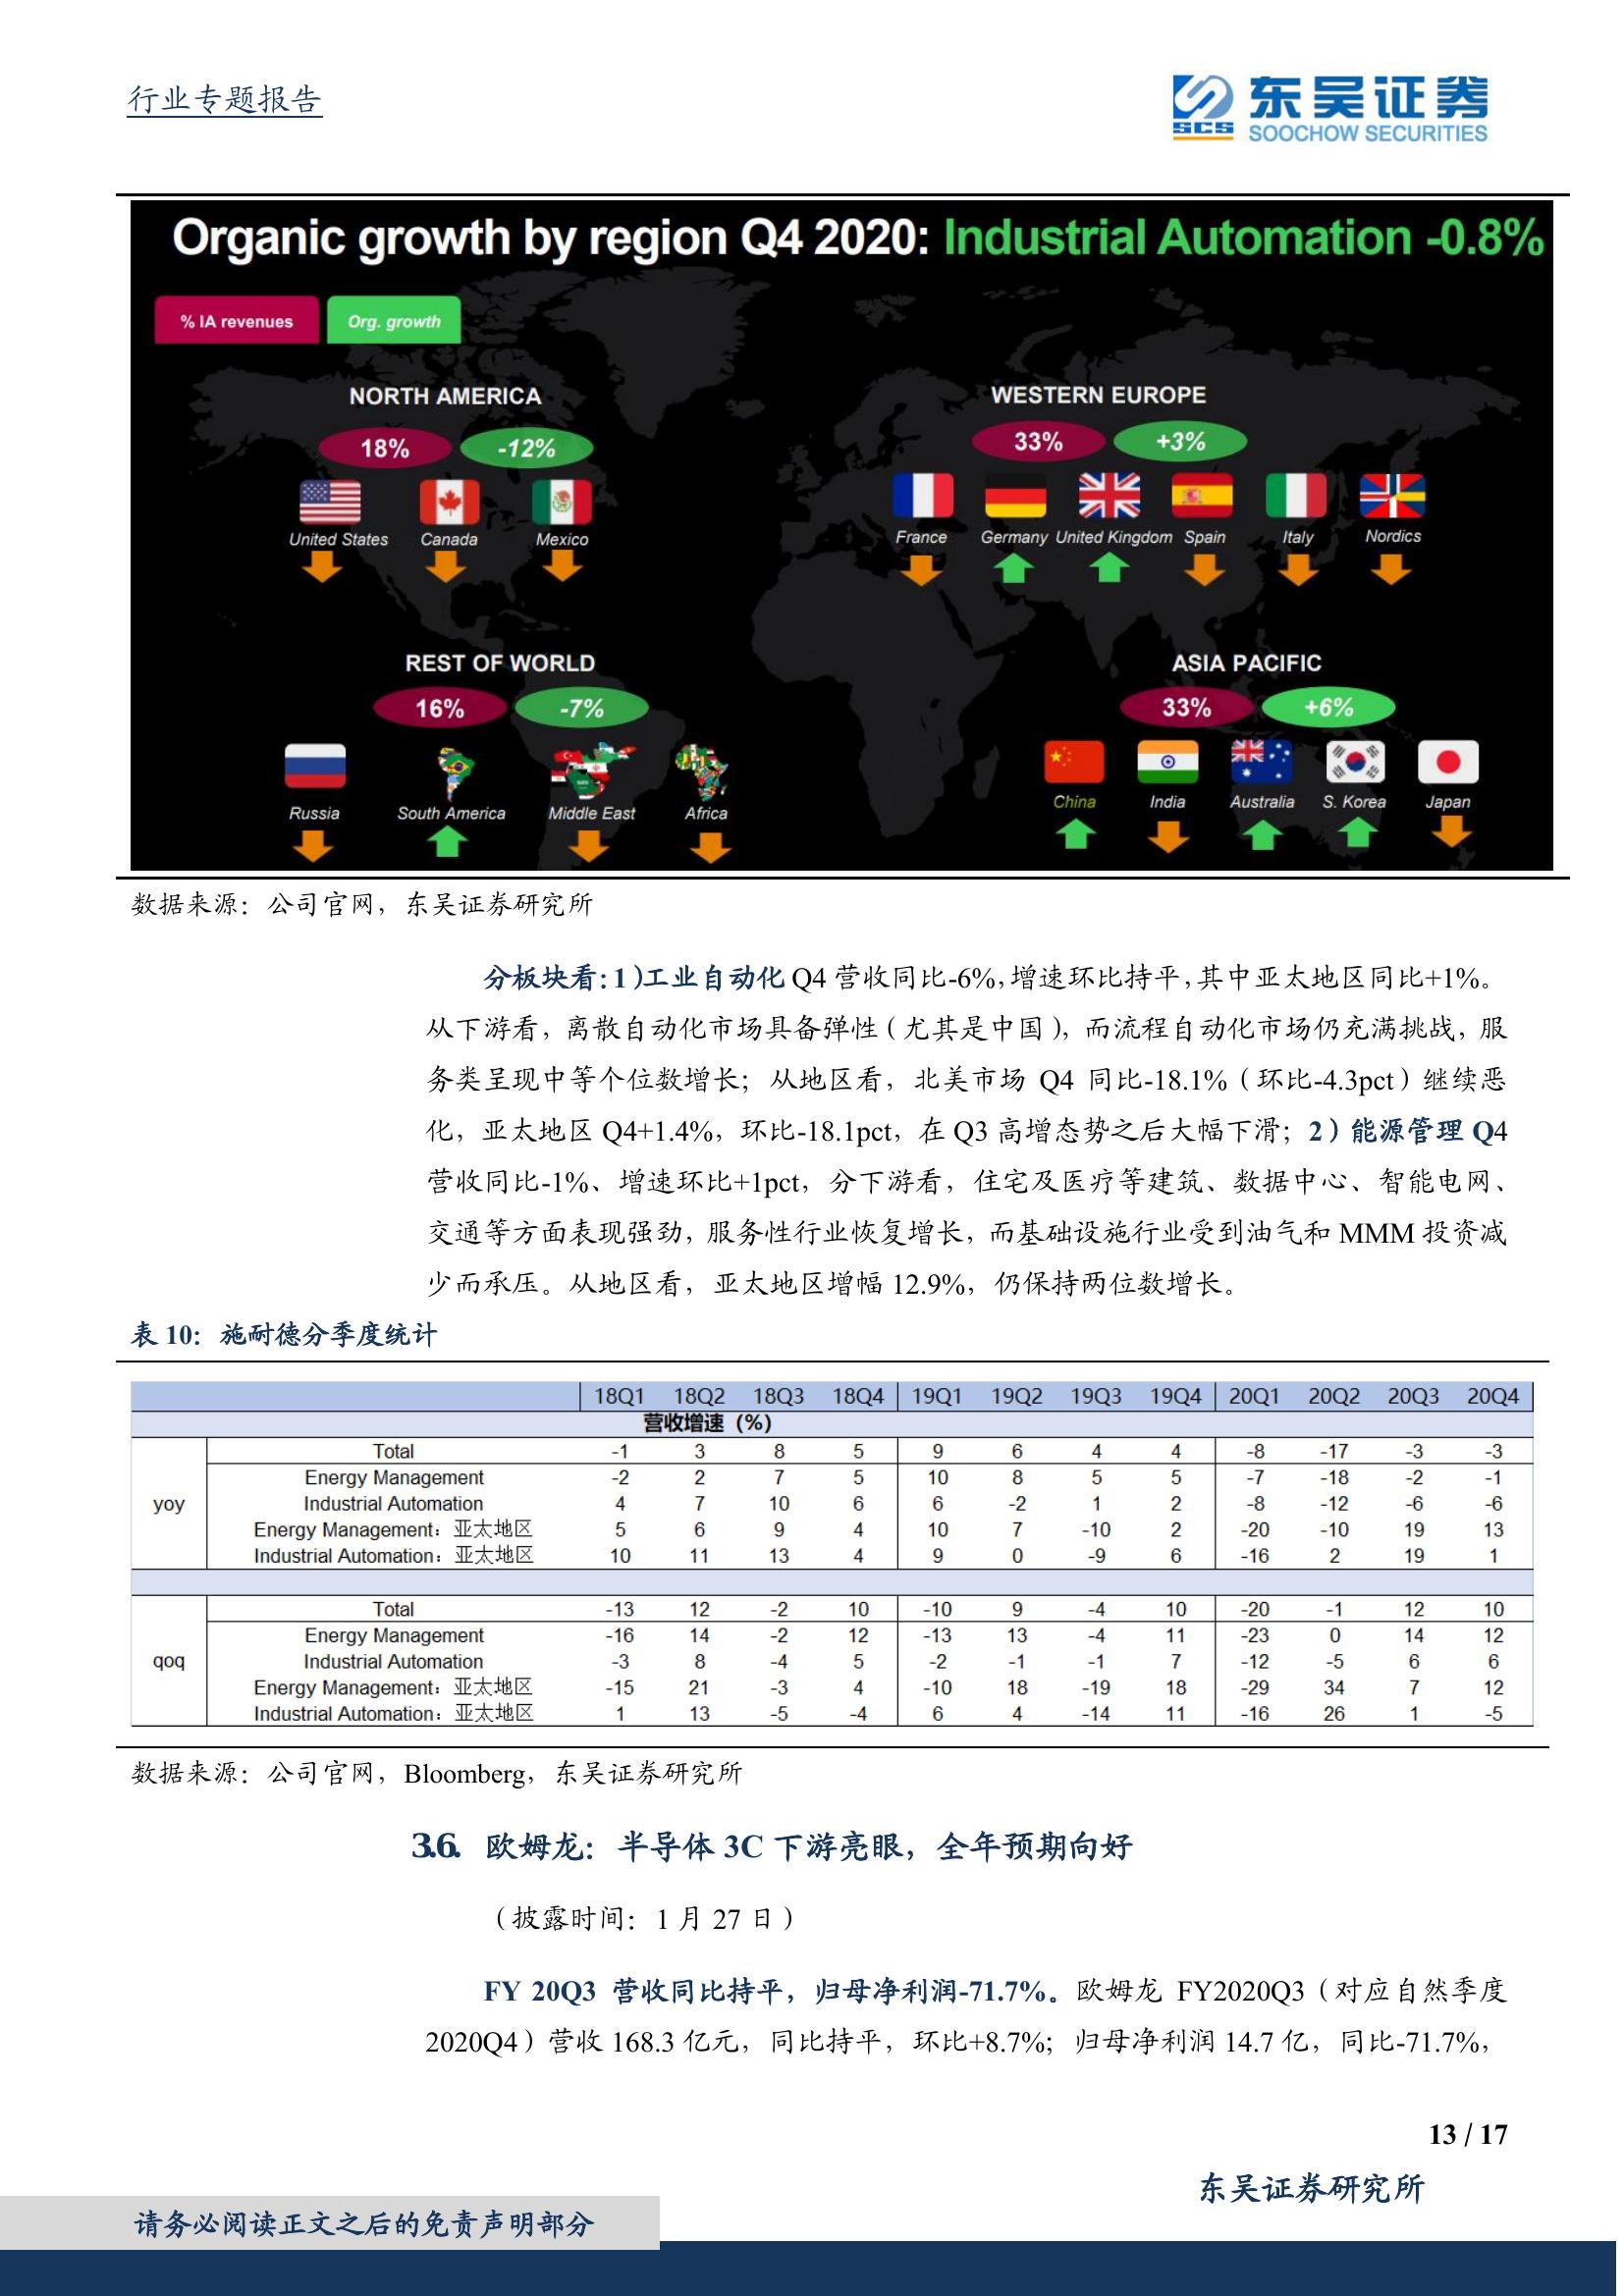 行业专题报告
东吴证券
SCS
SOOCHOW SECURITIES
Organic growth by region Q4 2020: Industrial Automation -0.8%
% IA revenues Org. growth
NORTH AMERICA
18% -12%
United States Canada Mexico
WESTERN EUROPE
33% +3%
France Germany United Kingdom Spain Italy Nordics
REST OF WORLD
16% -7%
Russia South America Middle East Africa
ASIA PACIFIC
33% +6%
China India Australia S. Korea Japan
数据来源：公司官网，东吴证券研究所
分板块看：1）工业自动化 Q4 营收同比-6%，增速环比持平，其中亚太地区同比+1%。
从下游看，离散自动化市场具备弹性（尤其是中国），而流程自动化市场仍充满挑战，服
务类呈现中等个位数增长；从地区看，北美市场 Q4 同比-18.1%（环比-4.3pct）继续恶
化，亚太地区 Q4+1.4%，环比-18.1pct，在 Q3 高增态势之后大幅下滑；2）能源管理 Q4
营收同比-1%、增速环比+1pct，分下游看，住宅及医疗等建筑、数据中心、智能电网、
交通等方面表现强劲，服务性行业恢复增长，而基础设施行业受到油气和 MMM 投资减
少而承压。从地区看，亚太地区增幅 12.9%，仍保持两位数增长。
表 10：施耐德分季度统计
18Q1 18Q2 18Q3 18Q4 19Q1 19Q2 19Q3 19Q4 20Q1 20Q2 20Q3 20Q4
营收增速（%）
yoy
Total -1 3 8 5 9 6 4 4 -8 -17 -3 -3
Energy Management -2 2 7 5 10 8 5 5 -7 -18 -2 -1
Industrial Automation 4 7 10 6 6 -2 1 2 -8 -12 -6 -6
Energy Management：亚太地区 5 6 9 4 10 7 -10 2 -20 -10 19 13
Industrial Automation：亚太地区 10 11 13 4 9 0 -9 6 -16 2 19 1
qoq
Total -13 12 -2 10 -10 9 -4 10 -20 -1 12 10
Energy Management -16 14 -2 12 -13 13 -4 11 -23 0 14 12
Industrial Automation -3 8 -4 5 -2 -1 -1 7 -12 -5 6 6
Energy Management：亚太地区 -15 21 -3 4 -10 18 -19 18 -29 34 7 12
Industrial Automation：亚太地区 1 13 -5 -4 6 4 -14 11 -16 26 1 -5
数据来源：公司官网，Bloomberg，东吴证券研究所
3.6. 欧姆龙：半导体 3C 下游亮眼，全年预期向好
（披露时间：1 月 27 日）
FY 20Q3 营收同比持平，归母净利润-71.7%。欧姆龙 FY2020Q3（对应自然季度
2020Q4）营收 168.3 亿元，同比持平，环比+8.7%；归母净利润 14.7 亿，同比-71.7%，
13 / 17
东吴证券研究所
请务必阅读正文之后的免责声明部分